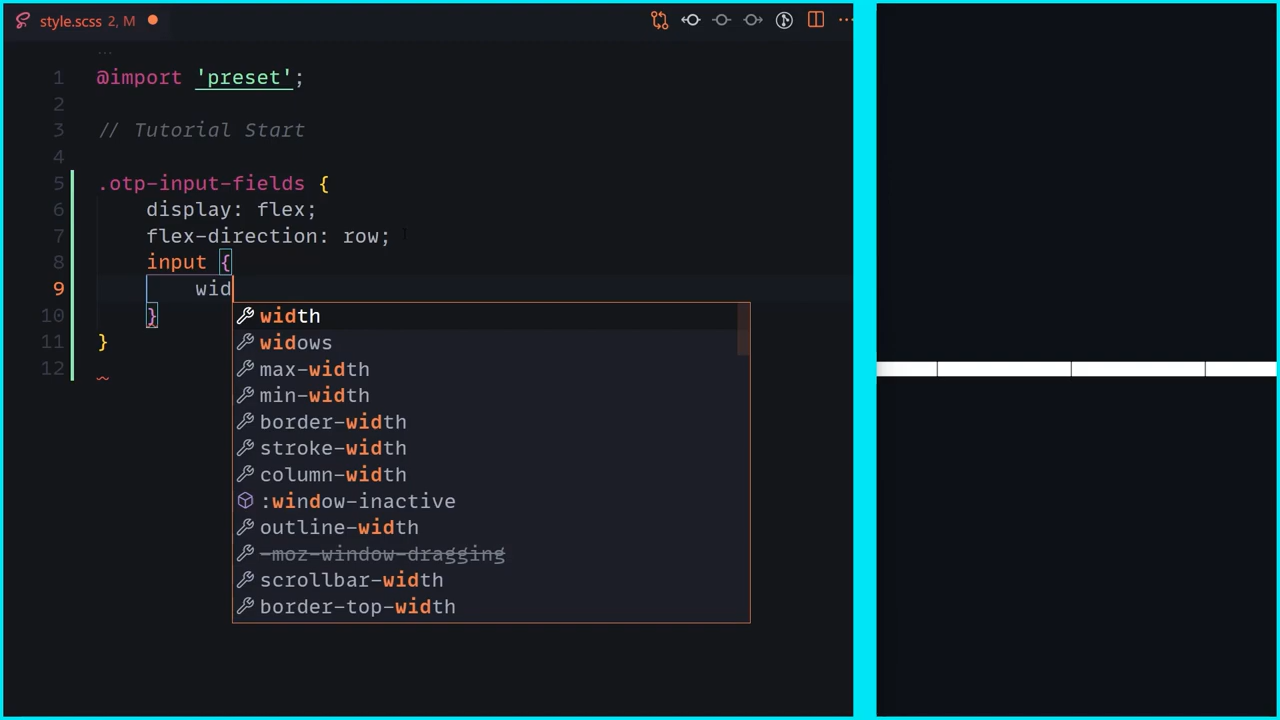 style.scss 2, M
...
1 @import 'preset';
2
3 // Tutorial Start
4
5 .otp-input-fields {
6 display: flex;
7 flex-direction: row;
8 input {
9 wid
10 }
11 }
12
width
widows
max-width
min-width
border-width
stroke-width
column-width
:window-inactive
outline-width
-moz-window-dragging
scrollbar-width
border-top-width